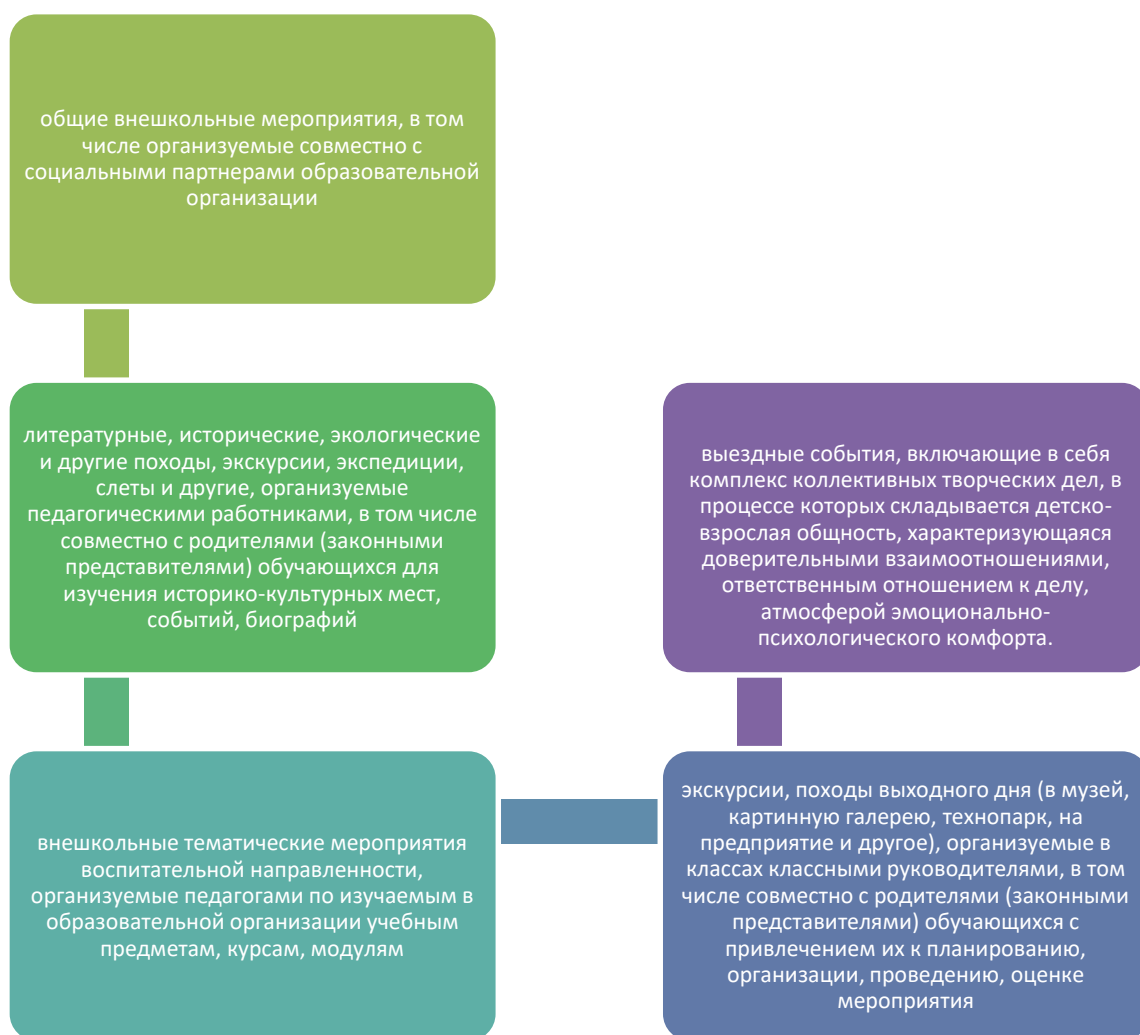 общие внешкольные мероприятия, в том
числе организуемые совместно с
социальными партнерами образовательной
организации
литературные, исторические, экологические
и другие походы, экскурсии, экспедиции,
слеты и другие, организуемые
педагогическими работниками, в том числе
совместно с родителями (законными
представителями) обучающихся для
изучения историко-культурных мест,
событий, биографий
внешкольные тематические мероприятия
воспитательной направленности,
организуемые педагогами по изучаемым в
образовательной организации учебным
предметам, курсам, модулям
экскурсии, походы выходного дня (в музей,
картинную галерею, технопарк, на
предприятие и другое), организуемые в
классах классными руководителями, в том
числе совместно с родителями (законными
представителями) обучающихся с
привлечением их к планированию,
организации, проведению, оценке
мероприятия
выездные события, включающие в себя
комплекс коллективных творческих дел, в
процессе которых складывается детско-
взрослая общность, характеризующаяся
доверительными взаимоотношениями,
ответственным отношением к делу,
атмосферой эмоционально-
психологического комфорта.